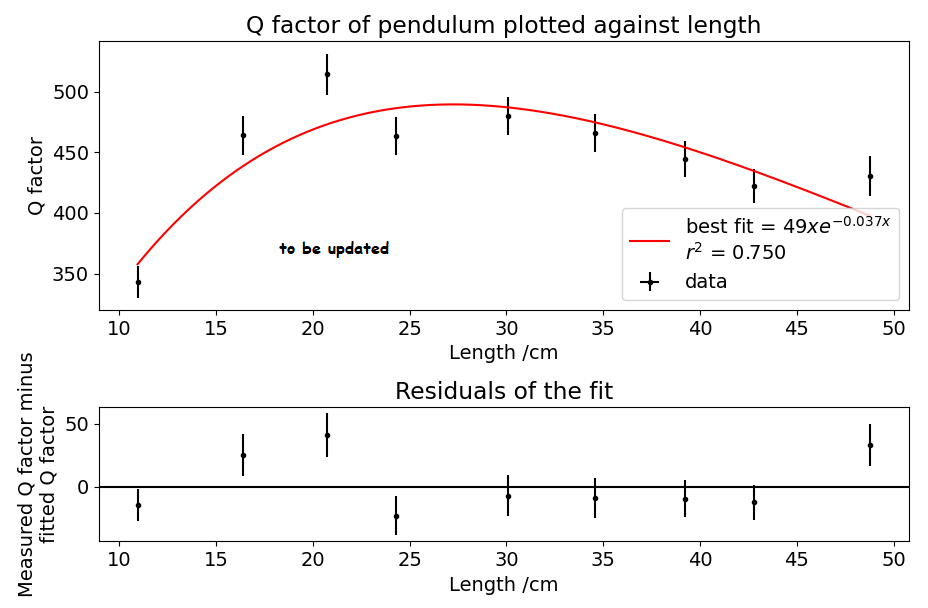 Q factor of pendulum plotted against length
Q factor
500
450
400
350
to be updated
best fit = 49xe^{-0.037x}
r² = 0.750
data
10 15 20 25 30 35 40 45 50
Length /cm
Residuals of the fit
Measured Q factor minus
fitted Q factor
50
0
10 15 20 25 30 35 40 45 50
Length /cm